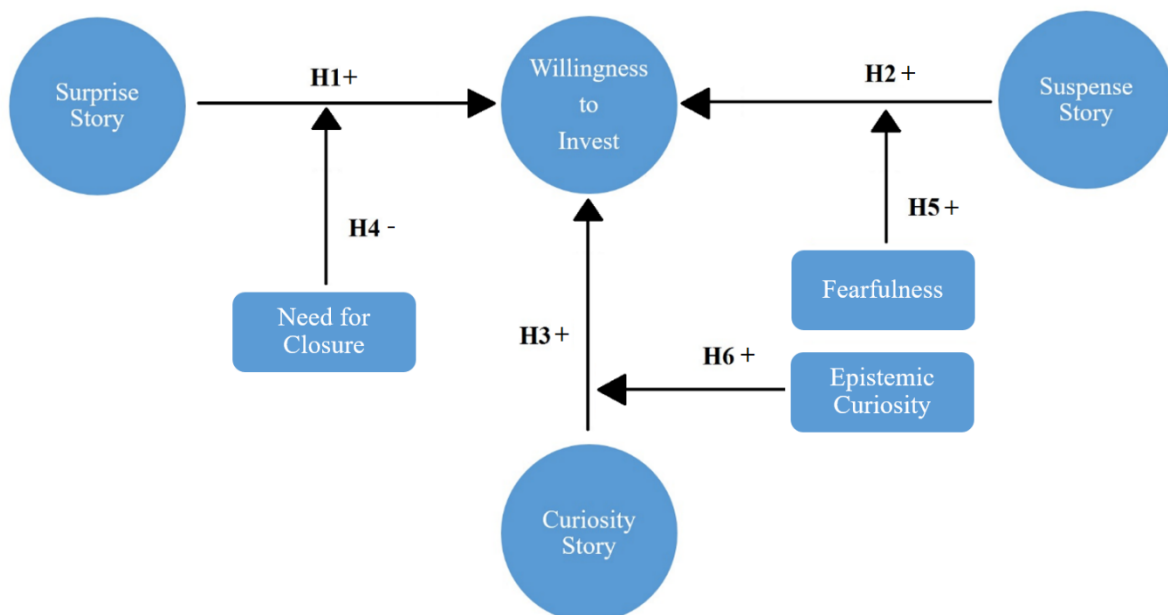 Surprise
Story
H1+
Willingness
to
Invest
H2 +
Suspense
Story
H4 -
Need for
Closure
H5 +
Fearfulness
H3 +
H6 +
Epistemic
Curiosity
Curiosity
Story